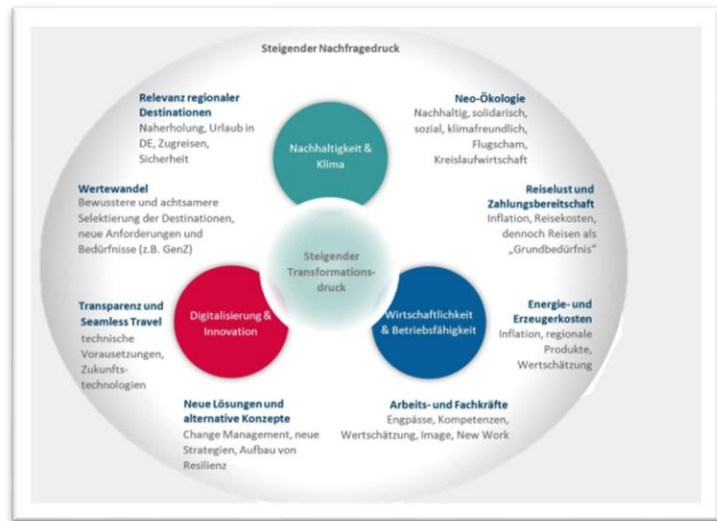 Steigender Nachfragedruck
Relevanz regionaler
Destinationen
Naherholung, Urlaub in
DE, Zugreisen,
Sicherheit
Neo-Ökologie
Nachhaltig, solidarisch,
sozial, klimafreundlich,
Flugscham,
Kreislaufwirtschaft
Nachhaltigkeit &
Klima
Wertewandel
Bewusstere und achtsamere
Selektierung der Destinationen,
neue Anforderungen und
Bedürfnisse (z.B. GenZ)
Reiselust und
Zahlungsbereitschaft
Inflation, Reisekosten,
dennoch Reisen als
„Grundbedürfnis"
Steigender
Transformations-
druck
Transparenz und
Seamless Travel
technische
Vorausetzungen,
Zukunfts-
technologien
Digitalisierung &
Innovation
Wirtschaftlichkeit
& Betriebsfähigkeit
Energie- und
Erzeugerkosten
Inflation, regionale
Produkte,
Wertschätzung
Neue Lösungen und
alternative Konzepte
Change Management, neue
Strategien, Aufbau von
Resilienz
Arbeits- und Fachkräfte
Engpässe, Kompetenzen,
Wertschätzung, Image, New Work